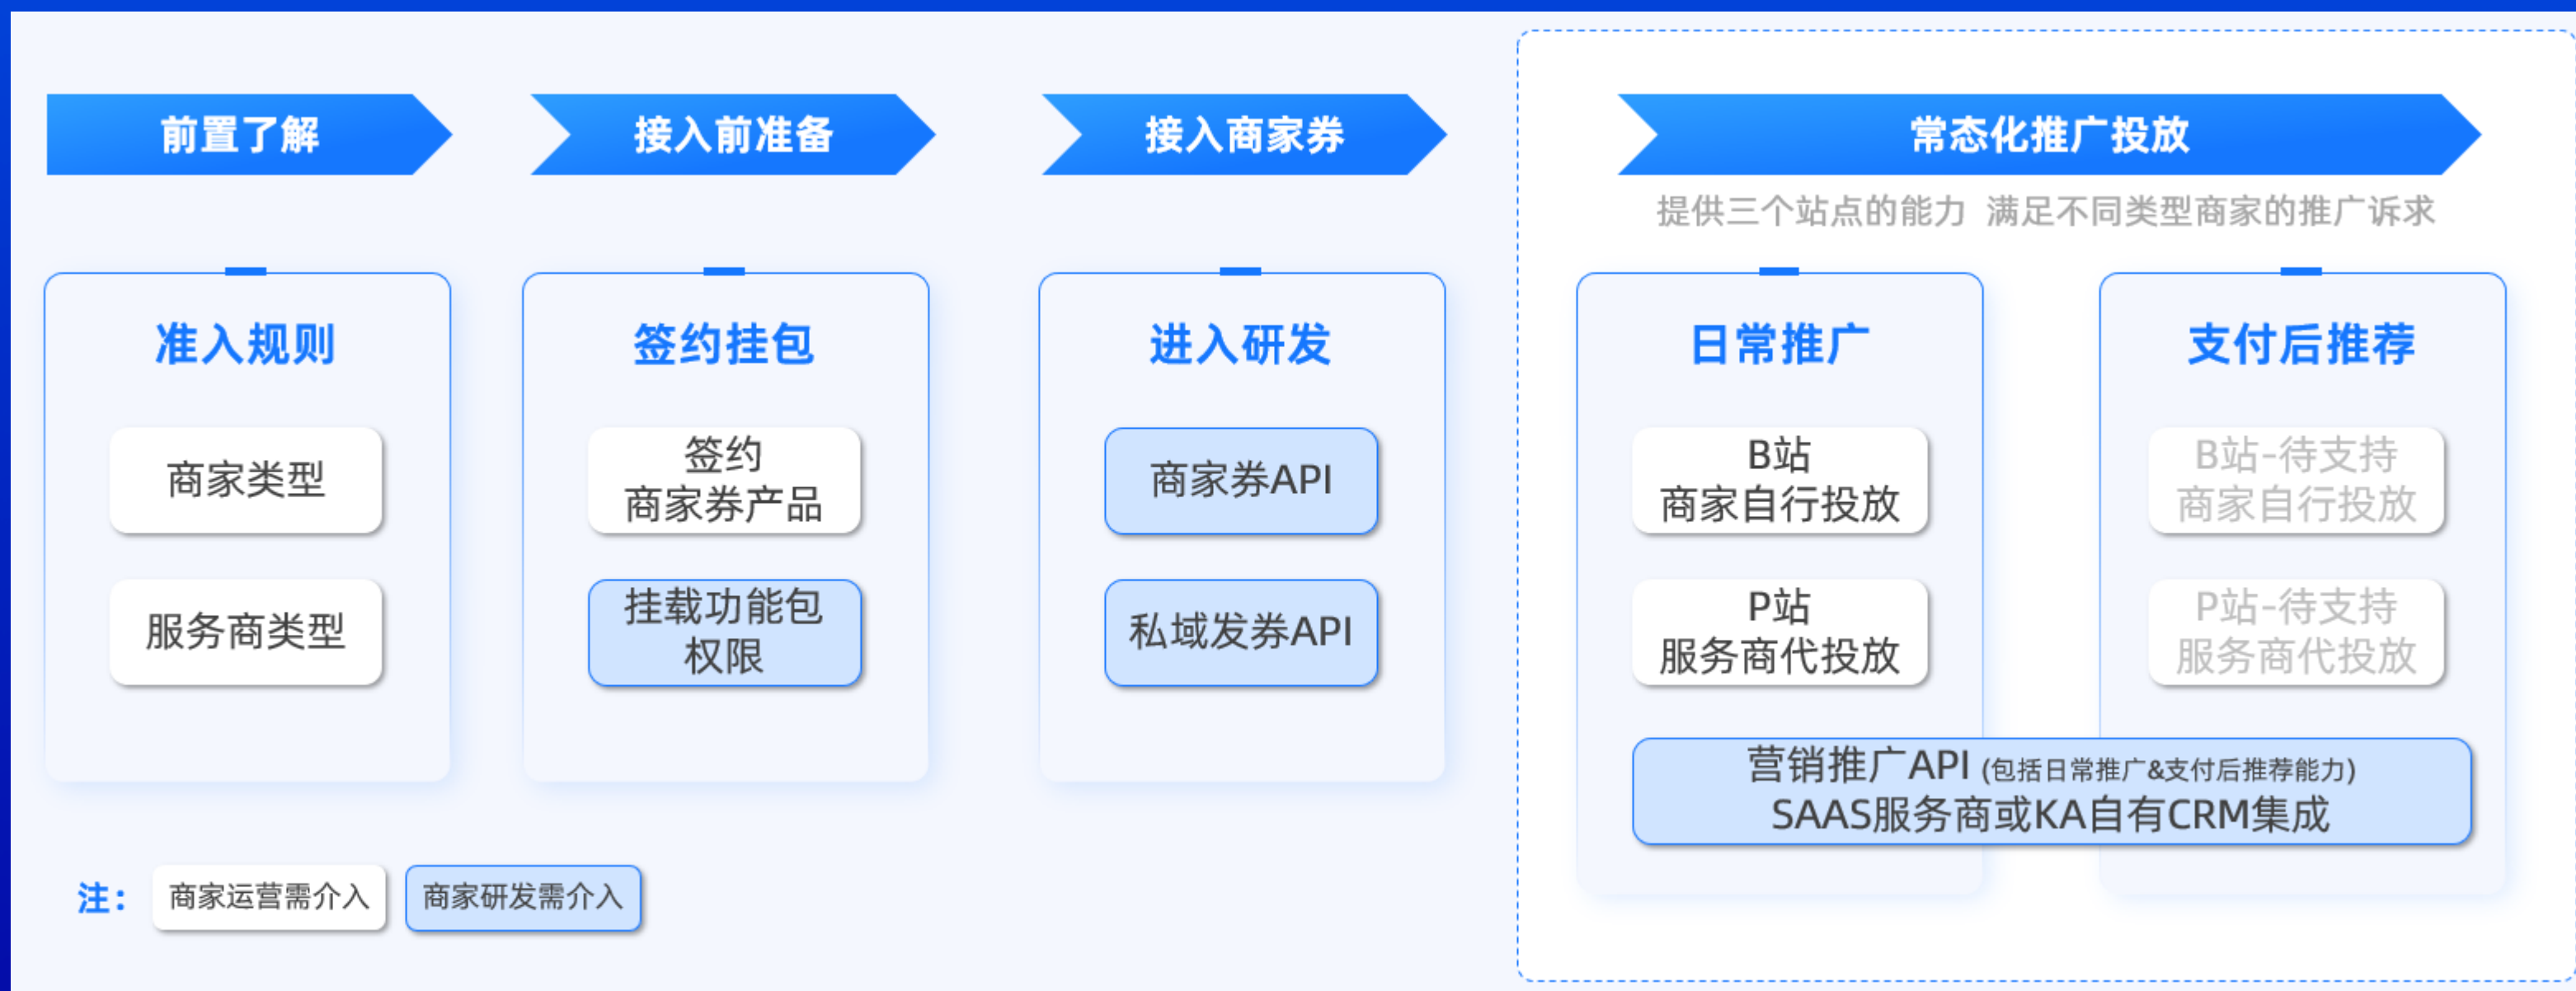 前置了解
接入前准备
接入商家券
常态化推广投放
提供三个站点的能力 满足不同类型商家的推广诉求
准入规则
商家类型
服务商类型
签约挂包
签约
商家券产品
挂载功能包
权限
进入研发
商家券API
私域发券API
日常推广
B站
商家自行投放
P站
服务商代投放
支付后推荐
B站-待支持
商家自行投放
P站-待支持
服务商代投放
营销推广API (包括日常推广&支付后推荐能力)
SAAS服务商或KA自有CRM集成
注：
商家运营需介入
商家研发需介入